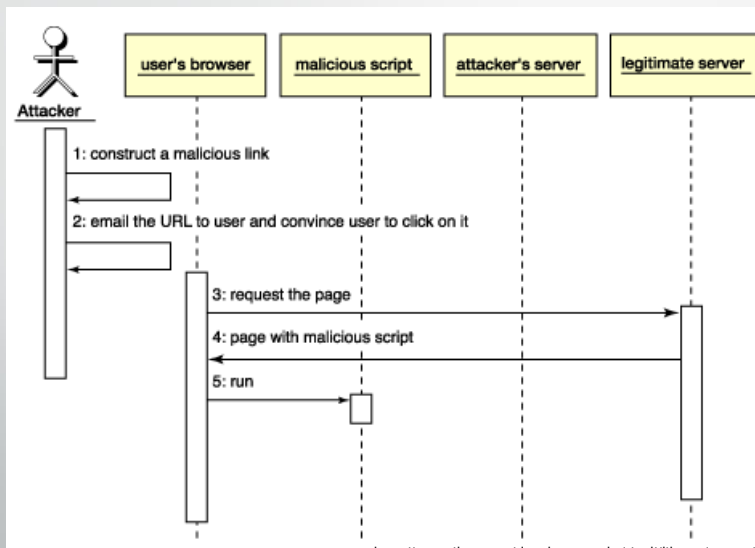 user's browser
malicious script
attacker's server
legitimate server
Attacker
1: construct a malicious link
2: email the URL to user and convince user to click on it
3: request the page
4: page with malicious script
5: run